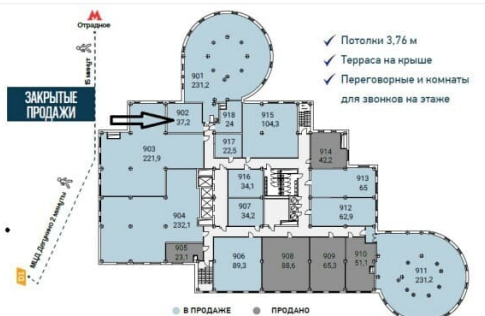 М
Отрадное
5 минут
ЗАКРЫТЫЕ
ПРОДАЖИ
Потолки 3,76 м
Терраса на крыше
Переговорные и комнаты
для звонков на этаже
901
231,2
902
37,2
918
24
915
104,3
917
22,5
914
42,2
903
221,9
916
34,1
913
65
907
34,2
912
62,9
904
232,1
905
23,1
906
89,3
908
88,6
909
65,3
910
51,1
911
231,2
МЦД Дегунино 2 минуты
D1
В ПРОДАЖЕ
ПРОДАНО